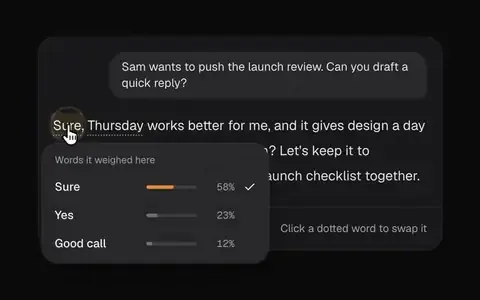 Sam wants to push the launch review. Can you draft a
quick reply?
Sure, Thursday works better for me, and it gives design a day
? Let's keep it to
launch checklist together.
Words it weighed here
Sure 58%
Yes 23%
Good call 12%
Click a dotted word to swap it